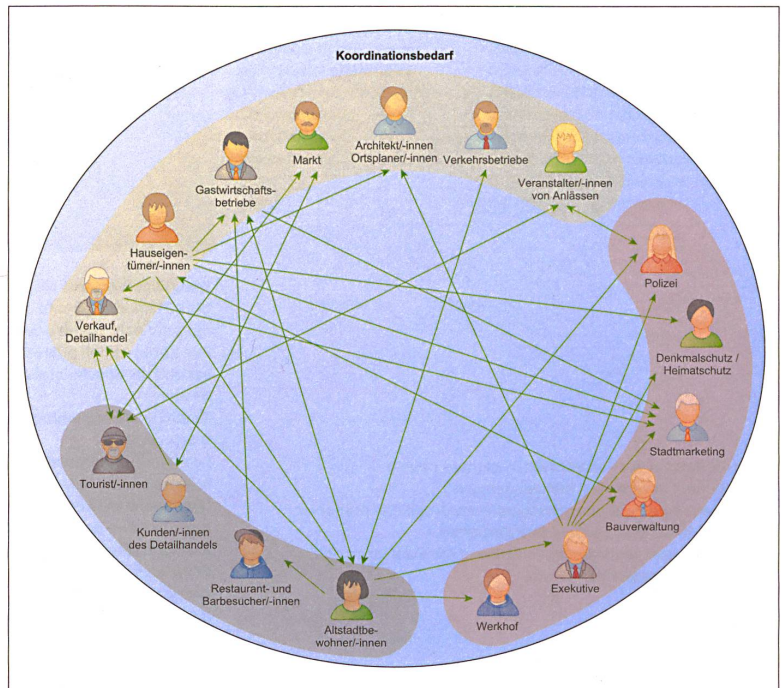 Koordinationsbedarf
Markt
Architekt/-innen
Ortsplaner/-innen
Verkehrsbetriebe
Veranstalter/-innen
von Anlässen
Gastwirtschafts-
betriebe
Hauseigen-
tümer/-innen
Verkauf,
Detailhandel
Polizei
Denkmalschutz /
Heimatschutz
Stadtmarketing
Bauverwaltung
Exekutive
Werkhof
Tourist/-innen
Kunden/-innen
des Detailhandels
Restaurant- und
Barbesucher/-innen
Altstadtbe-
wohner/-innen